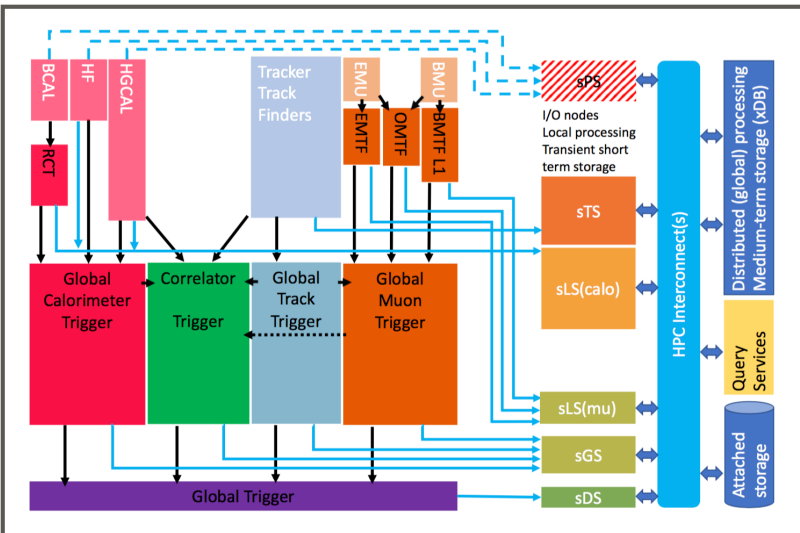 BCAL
HF
HGCAL
RCT
Tracker
Track
Finders
EMU
BMU
EMTF
OMTF
BMTF L1
sPS
I/O nodes
Local processing
Transient short
term storage
sTS
sLS(calo)
sLS(mu)
sGS
sDS
HPC Interconnect(s)
Distributed (global) processing
Medium-term storage (xDB)
Query
Services
Attached
storage
Global
Calorimeter
Trigger
Correlator
Trigger
Global
Track
Trigger
Global
Muon
Trigger
Global Trigger